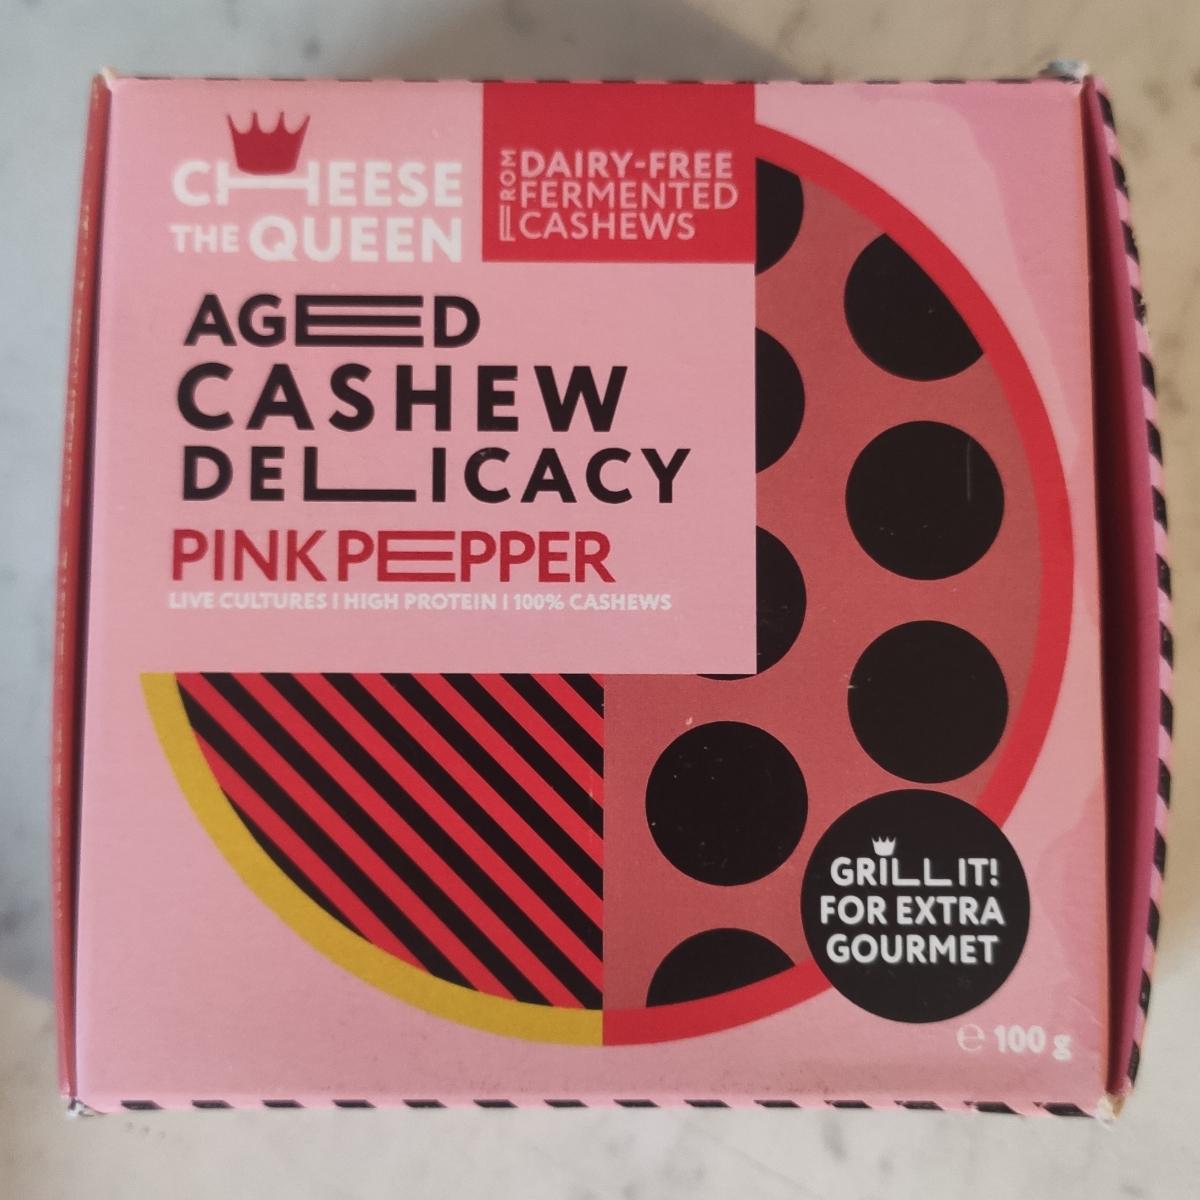 CHEESE
THE QUEEN
FROM DAIRY-FREE
FERMENTED
CASHEWS
AGED
CASHEW
DELICACY
PINK PEPPER
LIVE CULTURES | HIGH PROTEIN | 100% CASHEWS
GRILL IT!
FOR EXTRA
GOURMET
℮ 100 g